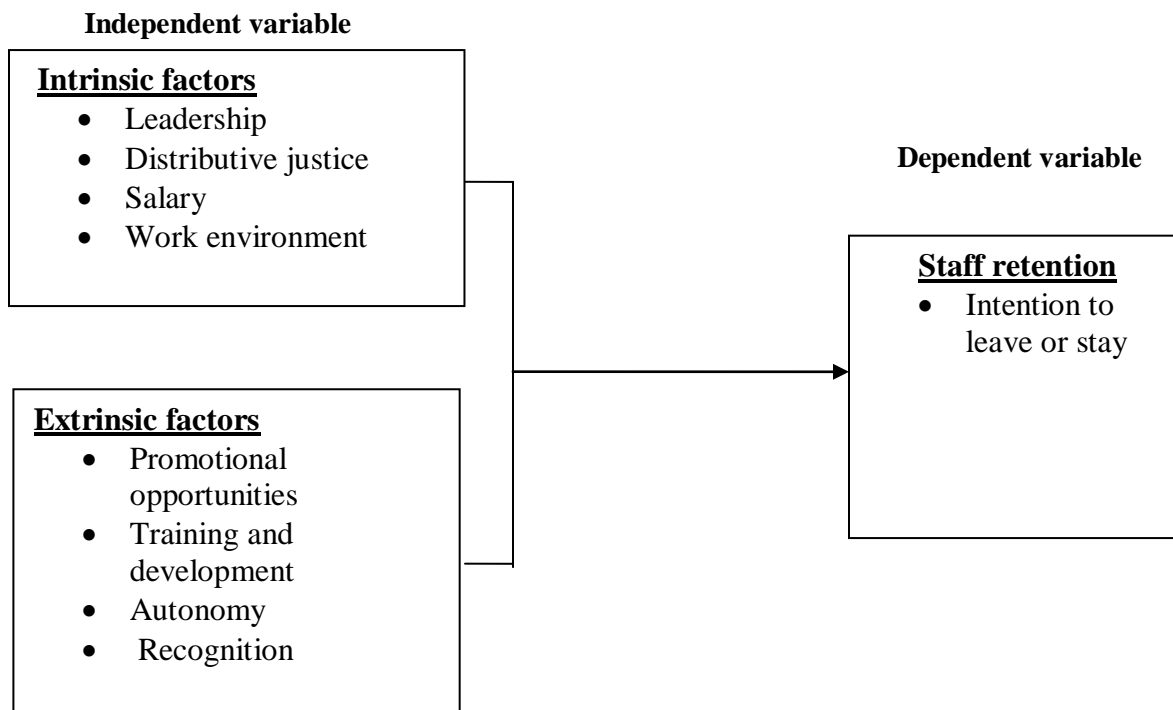 Independent variable
Intrinsic factors
• Leadership
• Distributive justice
• Salary
• Work environment
Extrinsic factors
• Promotional
opportunities
• Training and
development
• Autonomy
• Recognition
Dependent variable
Staff retention
• Intention to
leave or stay